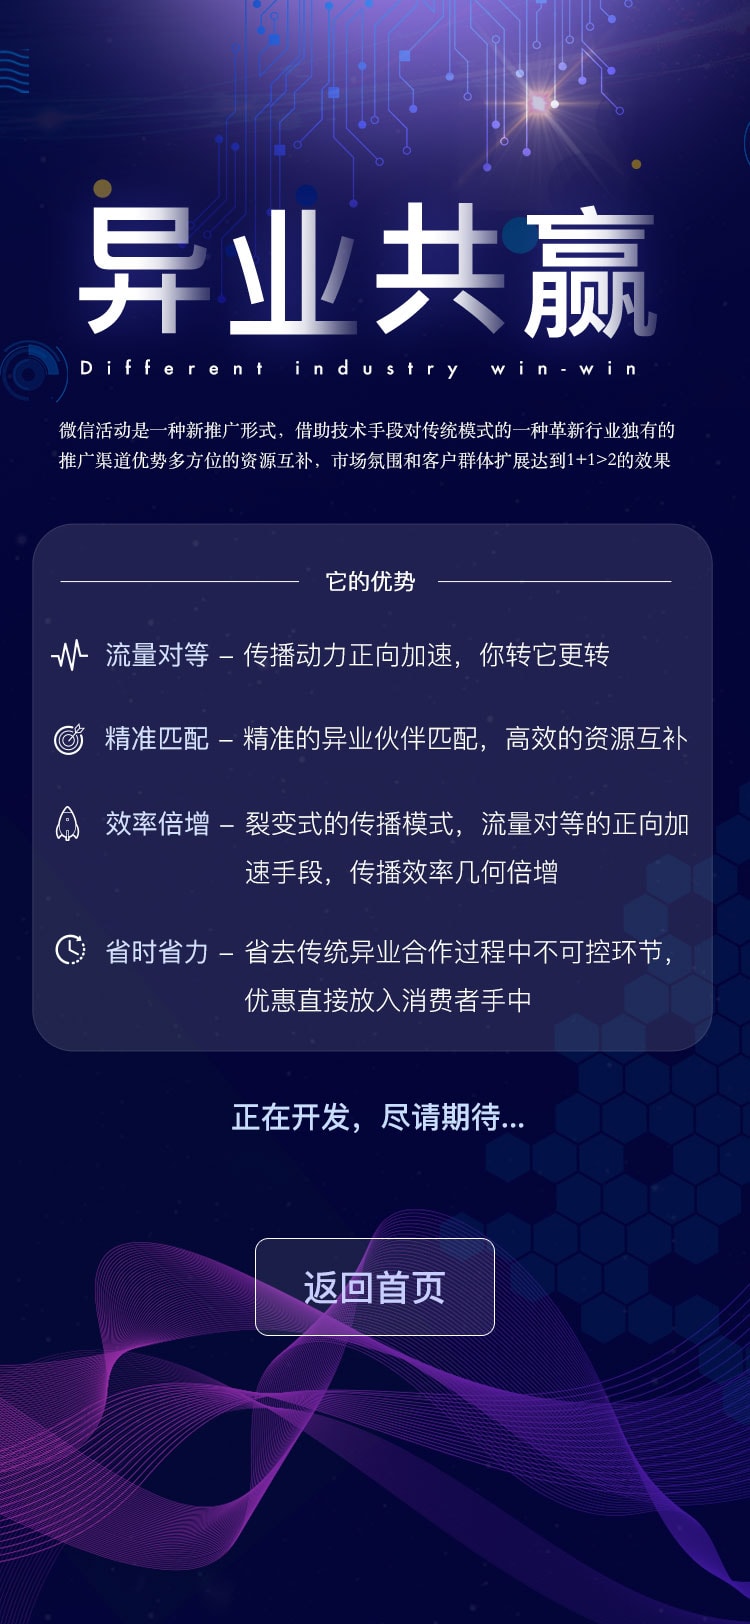 异业共赢
Different industry win-win
微信活动是一种新推广形式，借助技术手段对传统模式的一种革新行业独有的
推广渠道优势多方位的资源互补，市场氛围和客户群体扩展达到1+1>2的效果
它的优势
流量对等 – 传播动力正向加速，你转它更转
精准匹配 – 精准的异业伙伴匹配，高效的资源互补
效率倍增 – 裂变式的传播模式，流量对等的正向加
速手段，传播效率几何倍增
省时省力 – 省去传统异业合作过程中不可控环节，
优惠直接放入消费者手中
正在开发，尽请期待...
返回首页